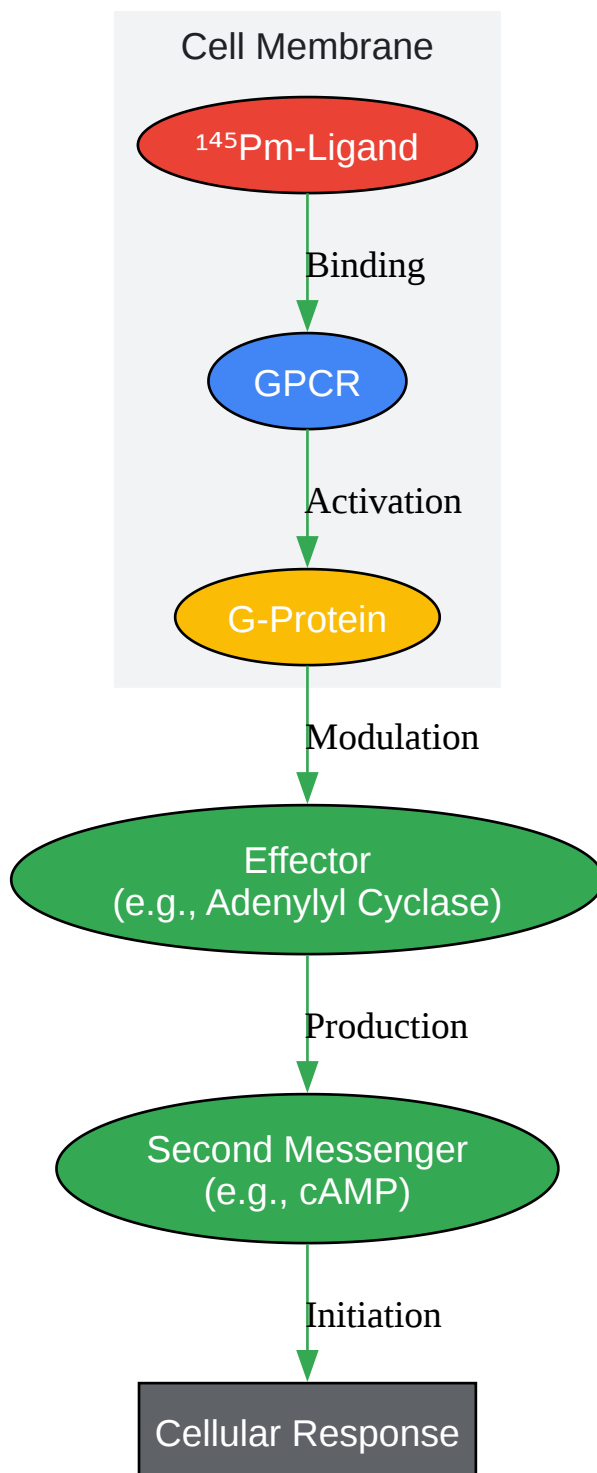 Cell Membrane
¹⁴⁵Pm-Ligand
Binding
GPCR
Activation
G-Protein
Modulation
Effector
(e.g., Adenylyl Cyclase)
Production
Second Messenger
(e.g., cAMP)
Initiation
Cellular Response